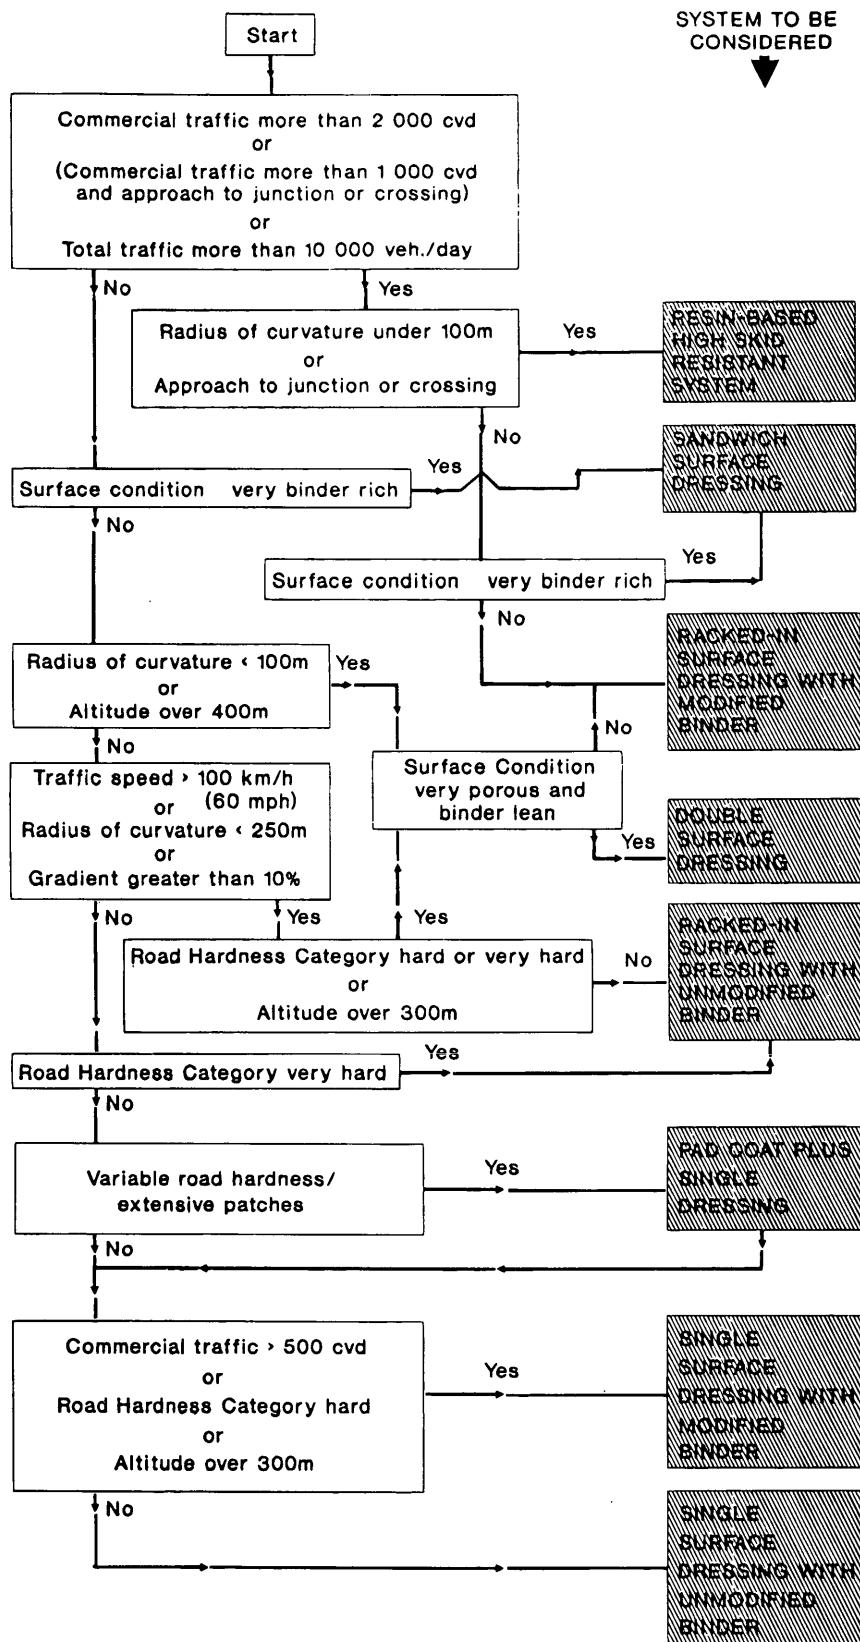 SYSTEM TO BE
CONSIDERED
Start
Commercial traffic more than 2 000 cvd
or
(Commercial traffic more than 1 000 cvd
and approach to junction or crossing)
or
Total traffic more than 10 000 veh./day
No
Yes
Radius of curvature under 100m
or
Approach to junction or crossing
Yes
RESIN-BASED
HIGH SKID
RESISTANT
SYSTEM
No
Surface condition very binder rich
Yes
SANDWICH
SURFACE
DRESSING
No
Surface condition very binder rich
Yes
No
Radius of curvature < 100m
or
Altitude over 400m
Yes
RACKED-IN
SURFACE
DRESSING WITH
MODIFIED
BINDER
No
No
Surface Condition
very porous and
binder lean
Yes
DOUBLE
SURFACE
DRESSING
Traffic speed > 100 km/h
or (60 mph)
Radius of curvature < 250m
or
Gradient greater than 10%
No
Yes
Yes
Road Hardness Category hard or very hard
or
Altitude over 300m
No
RACKED-IN
SURFACE
DRESSING WITH
UNMODIFIED
BINDER
Road Hardness Category very hard
Yes
No
Variable road hardness/
extensive patches
Yes
PAD COAT PLUS
SINGLE
DRESSING
No
Commercial traffic > 500 cvd
or
Road Hardness Category hard
or
Altitude over 300m
Yes
SINGLE
SURFACE
DRESSING WITH
MODIFIED
BINDER
No
SINGLE
SURFACE
DRESSING WITH
UNMODIFIED
BINDER